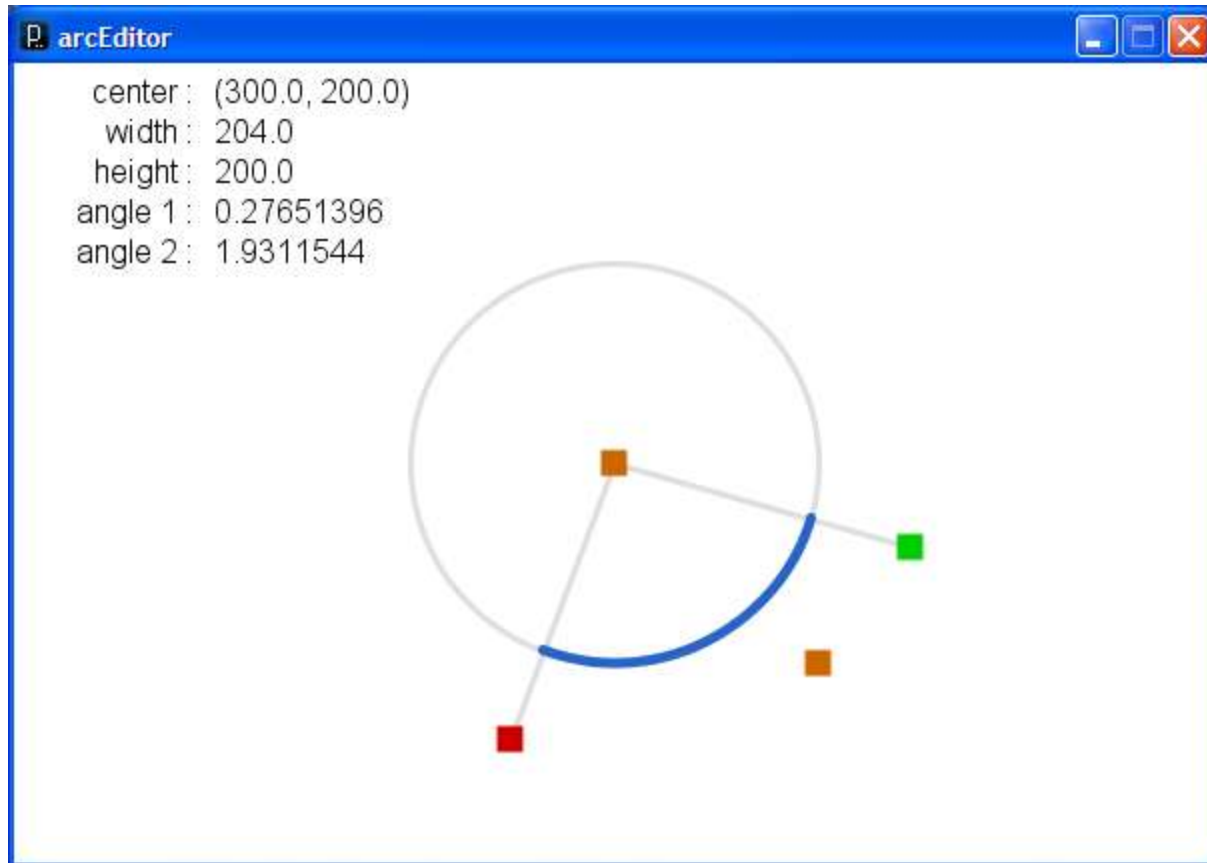 arcEditor
center : (300.0, 200.0)
width : 204.0
height : 200.0
angle 1 : 0.27651396
angle 2 : 1.9311544